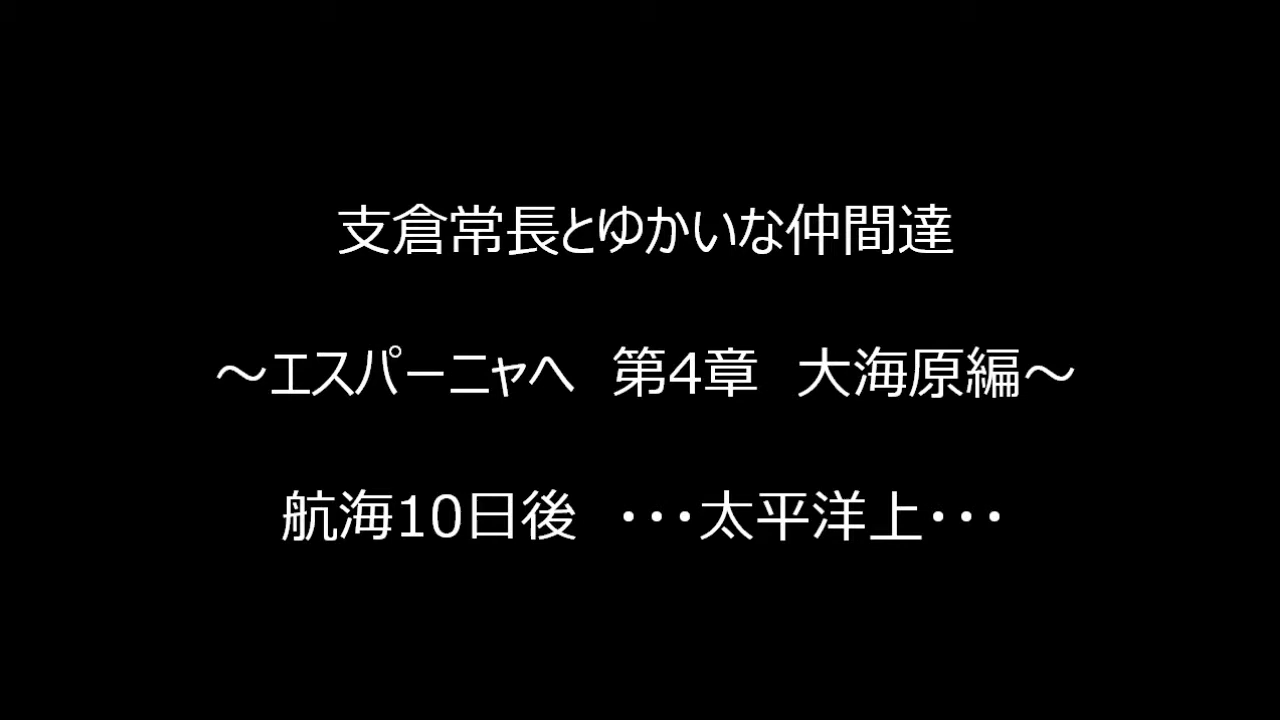 支倉常長とゆかいな仲間達
～エスパーニャへ　第4章　大海原編～
航海10日後　・・・太平洋上・・・